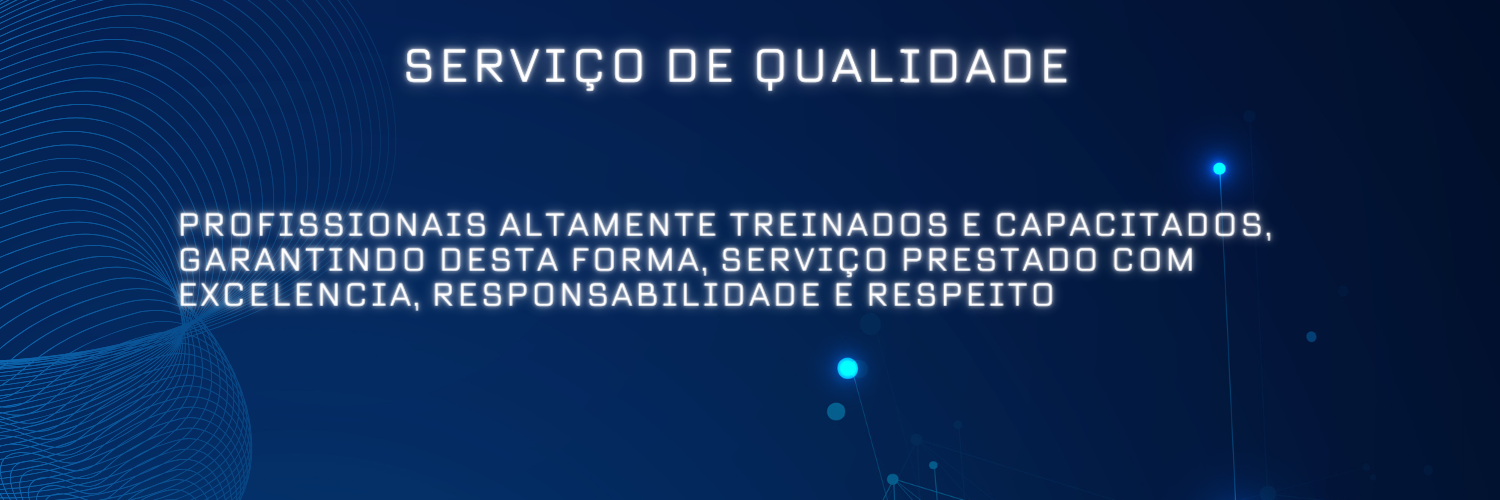 SERVIÇO DE QUALIDADE
PROFISSIONAIS ALTAMENTE TREINADOS E CAPACITADOS,
GARANTINDO DESTA FORMA, SERVIÇO PRESTADO COM
EXCELENCIA, RESPONSABILIDADE E RESPEITO